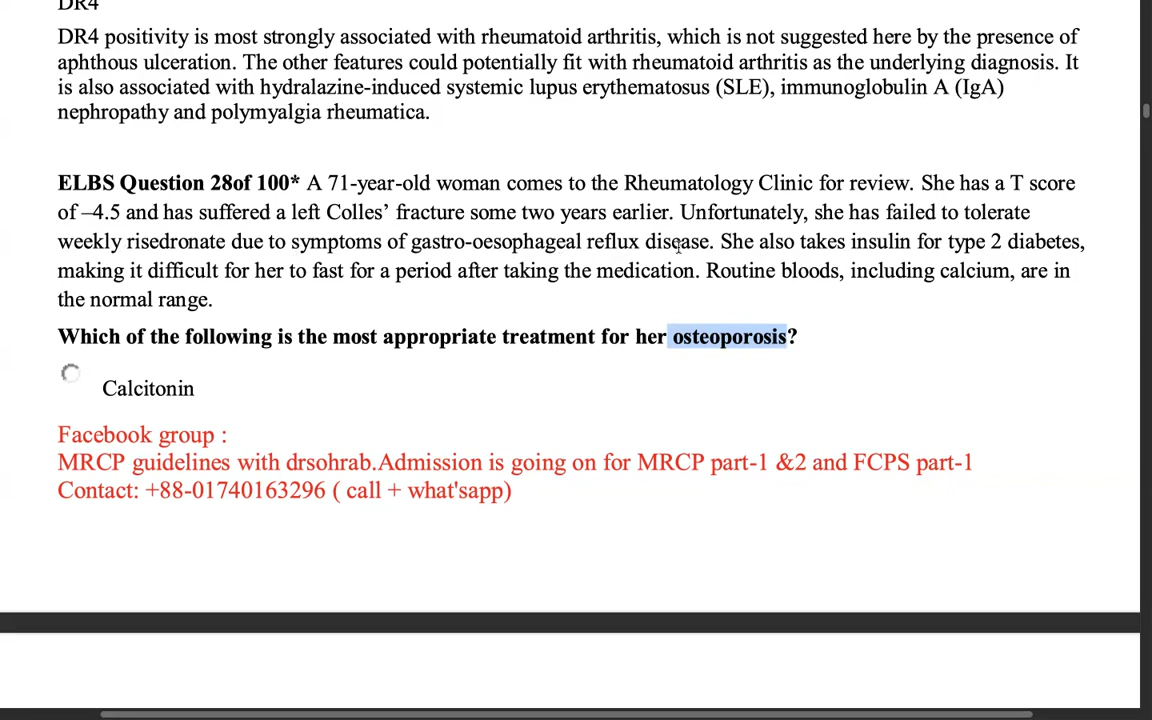 DR4
DR4 positivity is most strongly associated with rheumatoid arthritis, which is not suggested here by the presence of
aphthous ulceration. The other features could potentially fit with rheumatoid arthritis as the underlying diagnosis. It
is also associated with hydralazine-induced systemic lupus erythematosus (SLE), immunoglobulin A (IgA)
nephropathy and polymyalgia rheumatica.
ELBS Question 28of 100* A 71-year-old woman comes to the Rheumatology Clinic for review. She has a T score
of –4.5 and has suffered a left Colles’ fracture some two years earlier. Unfortunately, she has failed to tolerate
weekly risedronate due to symptoms of gastro-oesophageal reflux disease. She also takes insulin for type 2 diabetes,
making it difficult for her to fast for a period after taking the medication. Routine bloods, including calcium, are in
the normal range.
Which of the following is the most appropriate treatment for her osteoporosis?
Calcitonin
Facebook group :
MRCP guidelines with drsohrab.Admission is going on for MRCP part-1 &2 and FCPS part-1
Contact: +88-01740163296 ( call + what'sapp)